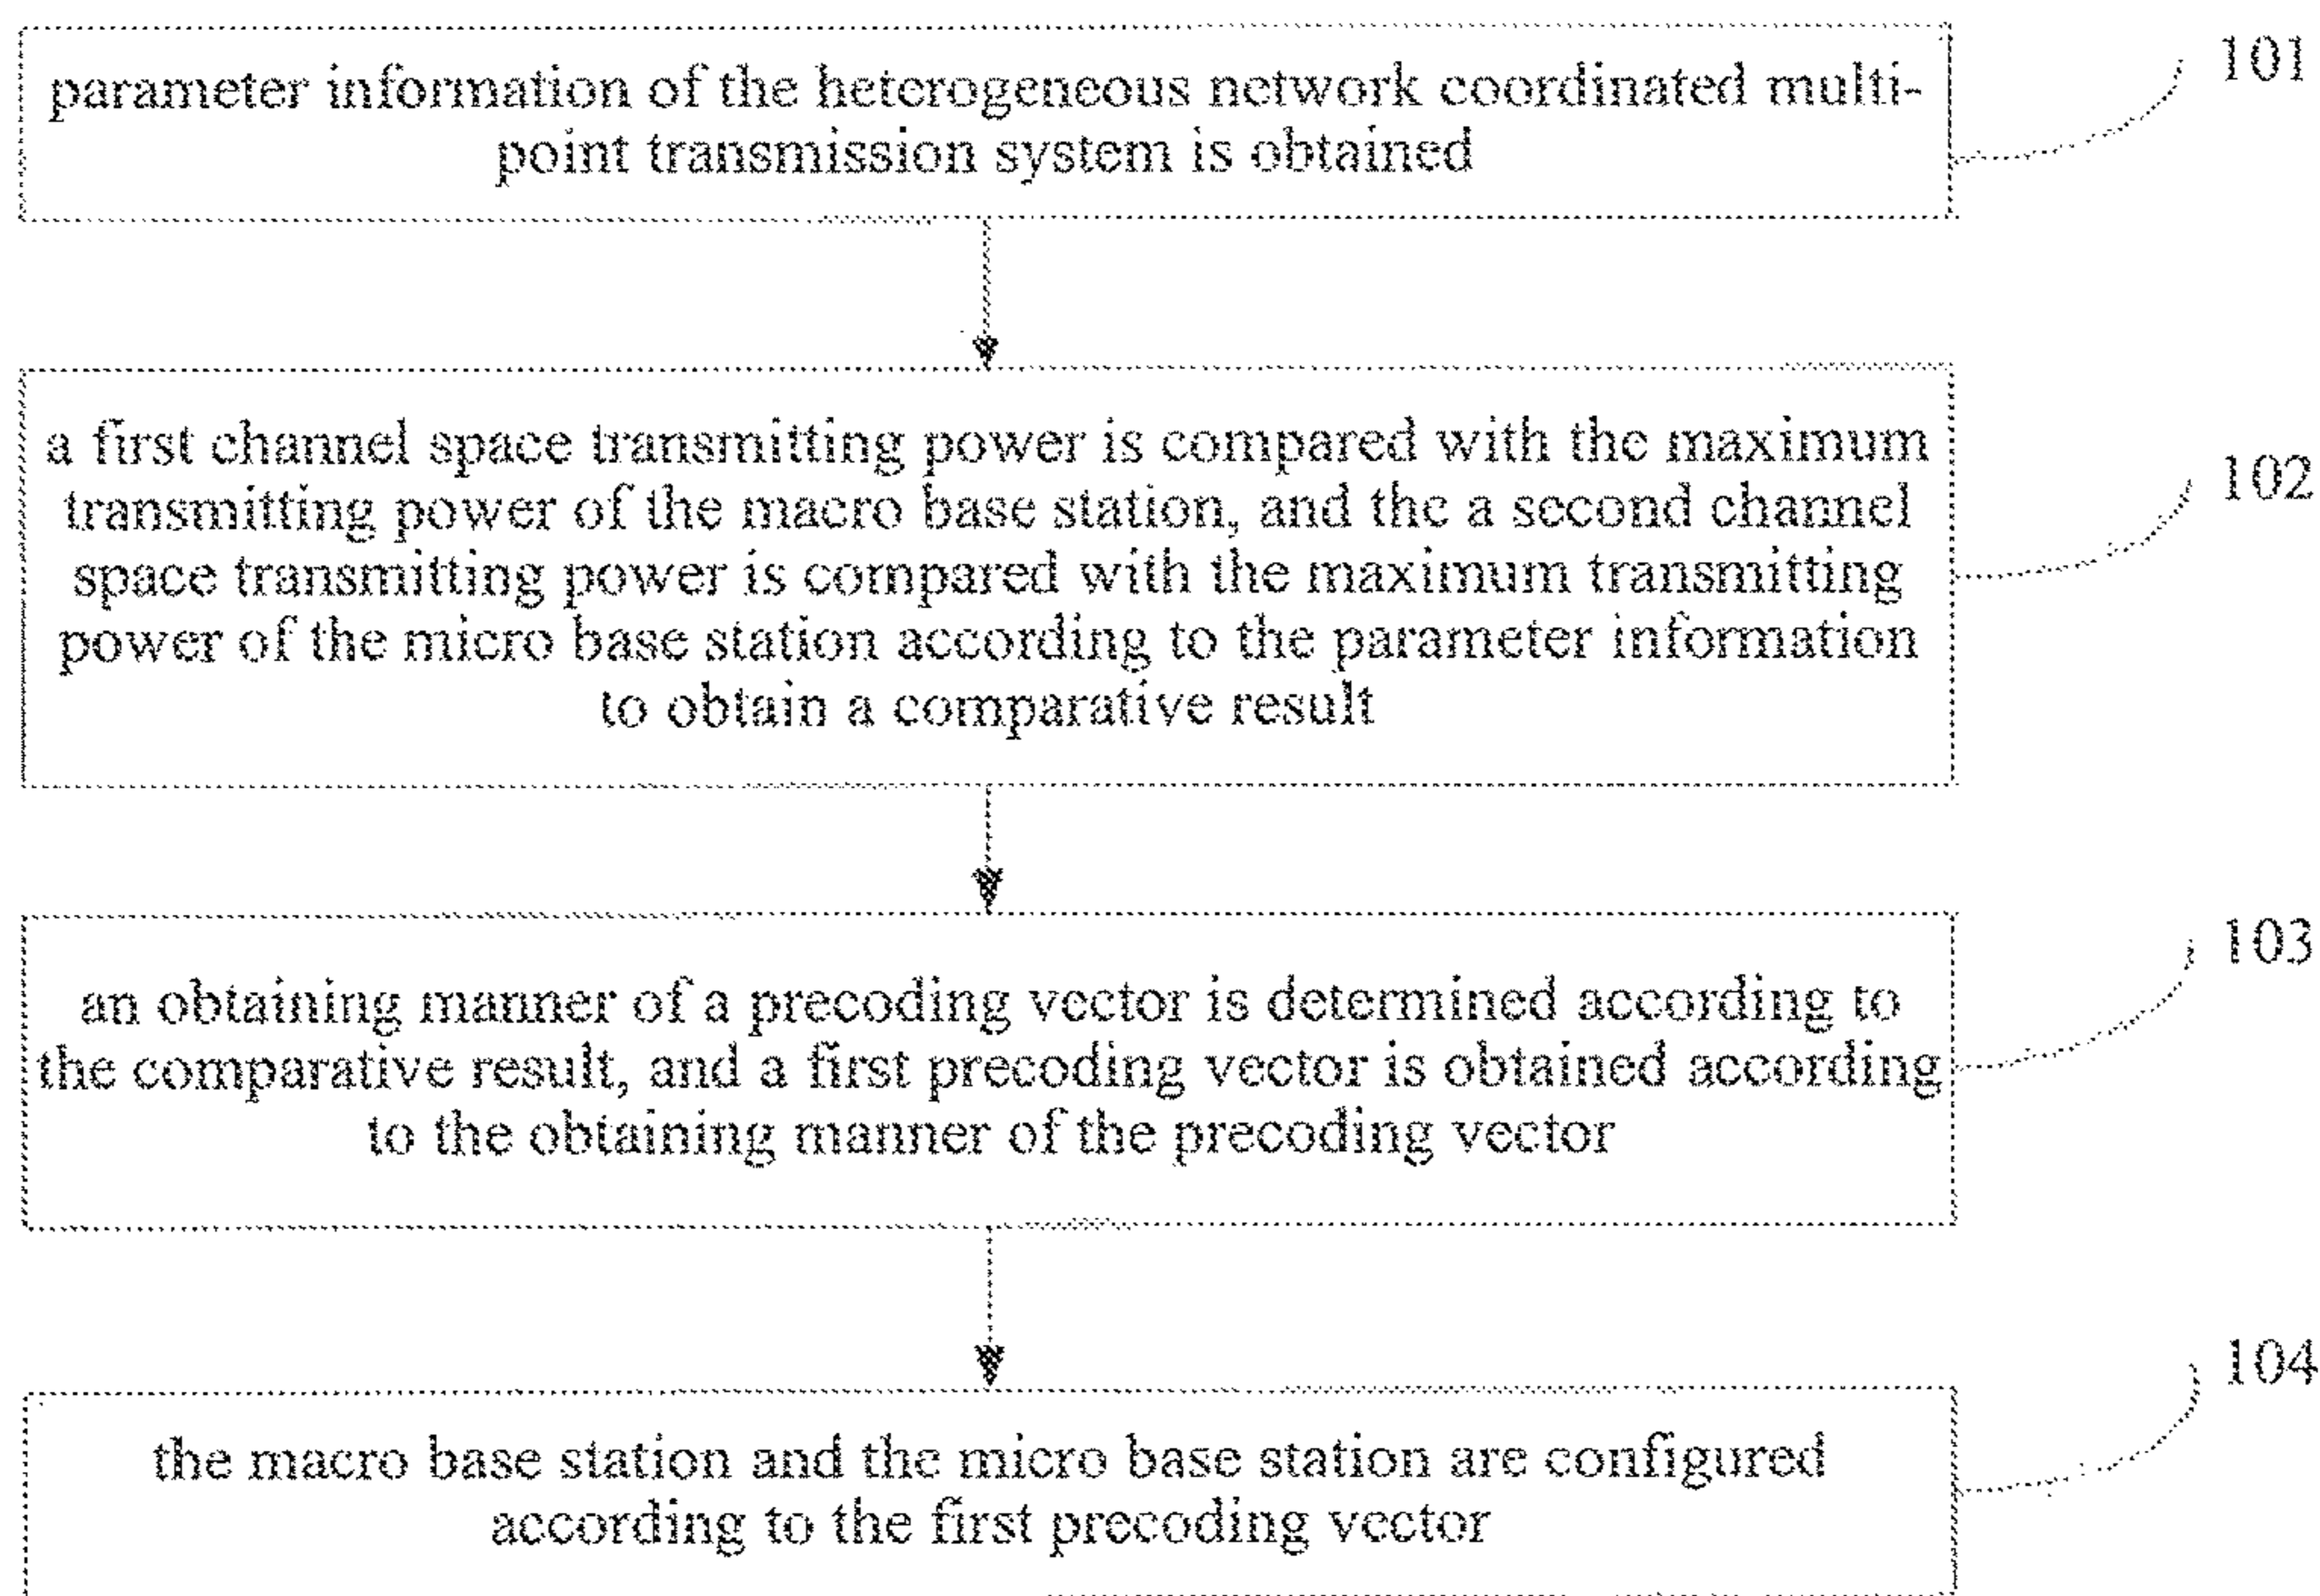 parameter information of the heterogeneous network coordinated multi-
point transmission system is obtained
101
a first channel space transmitting power is compared with the maximum
transmitting power of the macro base station, and the a second channel
space transmitting power is compared with the maximum transmitting
power of the micro base station according to the parameter information
to obtain a comparative result
102
an obtaining manner of a precoding vector is determined according to
the comparative result, and a first precoding vector is obtained according
to the obtaining manner of the precoding vector
103
the macro base station and the micro base station are configured
according to the first precoding vector
104